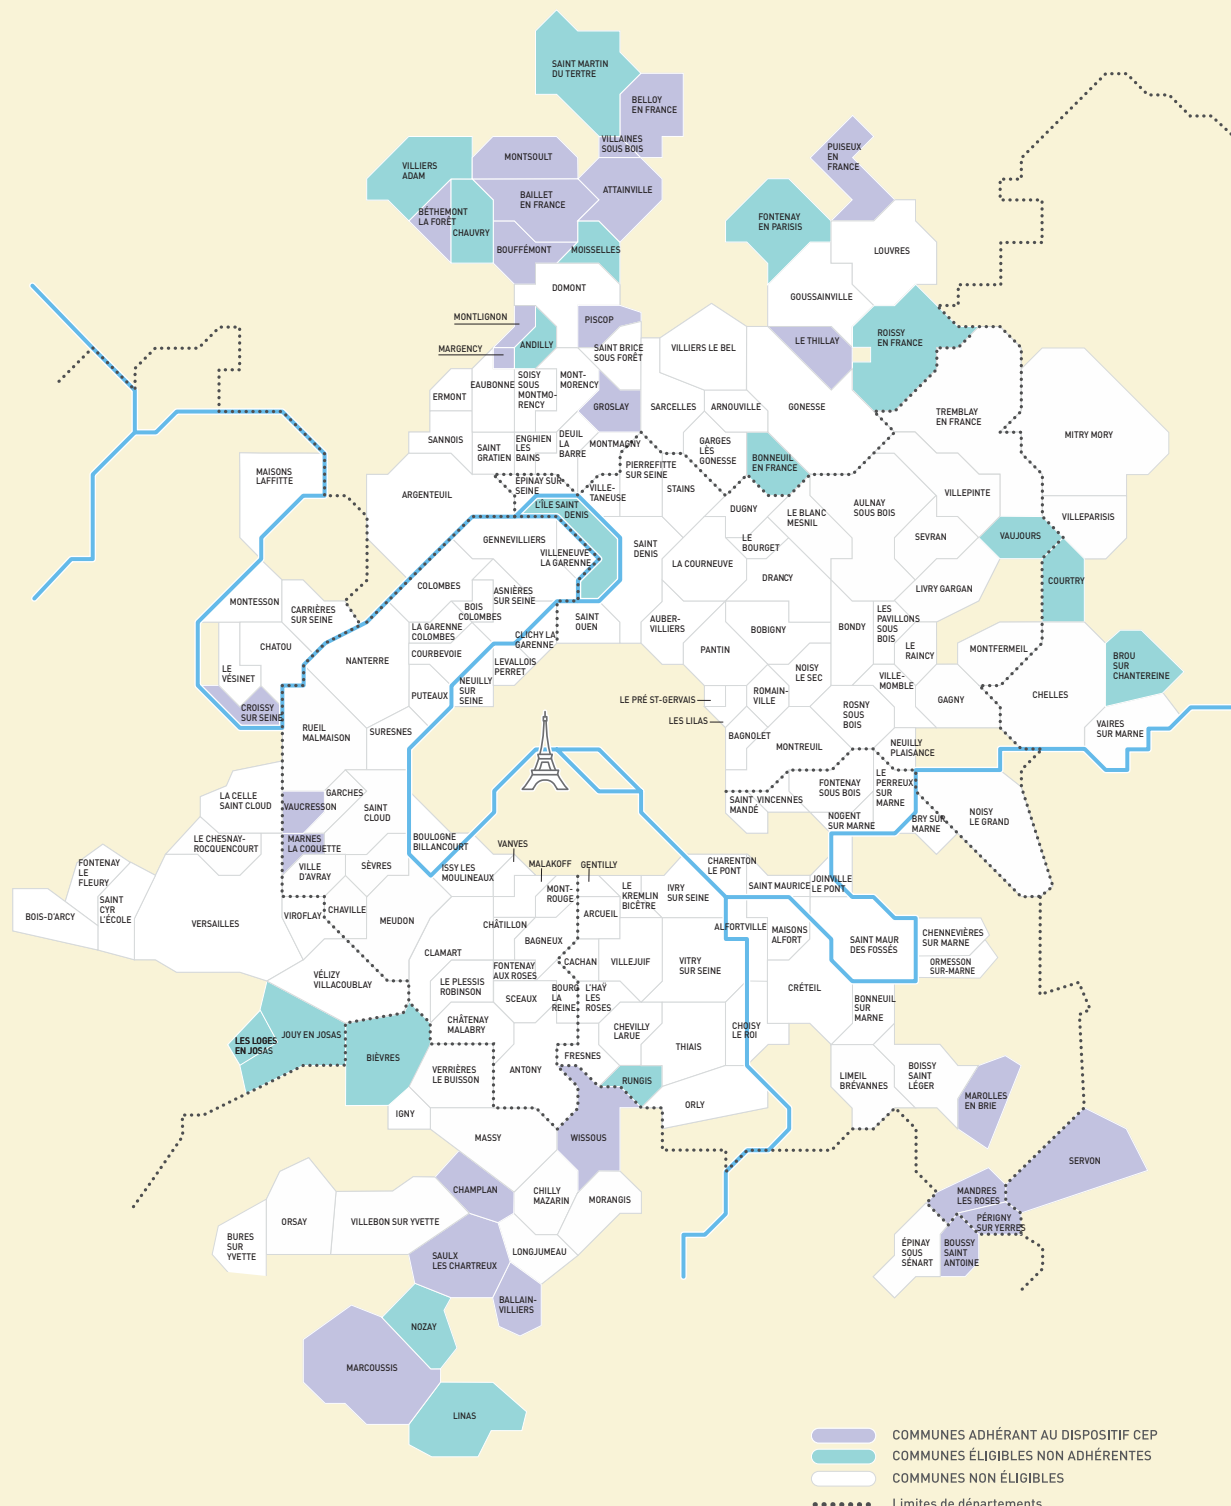 SAINT MARTIN
DU TERTRE
BELLOY
EN FRANCE
VILLAINES
SOUS BOIS
MONTSOULT
VILLIERS
ADAM
BAILLET
EN FRANCE
ATTAINVILLE
PUISEUX
EN
FRANCE
BÉTHEMONT
LA FORÊT
CHAUVRY
BOUFFÉMONT
MOISSELLES
FONTENAY
EN PARISIS
LOUVRES
DOMONT
GOUSSAINVILLE
MONTLIGNON
PISCOP
MARGENCY
ANDILLY
SAINT BRICE
SOUS FORÊT
VILLIERS LE BEL
LE THILLAY
ROISSY
EN FRANCE
EAUBONNE
SOISY
SOUS
MONTMO-
RENCY
MONT-
MORENCY
ERMONT
GROSLAY
SARCELLES
ARNOUVILLE
GONESSE
TREMBLAY
EN FRANCE
MITRY MORY
SANNOIS
SAINT
GRATIEN
ENGHIEN
LES
BAINS
DEUIL
LA
BARRE
MONTMAGNY
GARGES
LÈS
GONESSE
BONNEUIL
EN FRANCE
PIERREFITTE
SUR SEINE
MAISONS
LAFFITTE
ARGENTEUIL
ÉPINAY SUR
SEINE
VILLE-
TANEUSE
STAINS
DUGNY
LE BLANC
MESNIL
AULNAY
SOUS BOIS
VILLEPINTE
VILLEPARISIS
L'ÎLE SAINT
DENIS
GENNEVILLIERS
VILLENEUVE
LA GARENNE
SAINT
DENIS
LE
BOURGET
SEVRAN
VAUJOURS
LA COURNEUVE
DRANCY
COURTRY
COLOMBES
ASNIÈRES
SUR SEINE
LIVRY GARGAN
MONTESSON
CARRIÈRES
SUR SEINE
BOIS
COLOMBES
SAINT
OUEN
AUBER-
VILLIERS
BOBIGNY
BONDY
LES
PAVILLONS
SOUS
BOIS
LA GARENNE
COLOMBES
CLICHY LA
GARENNE
CHATOU
NANTERRE
COURBEVOIE
LEVALLOIS
PERRET
PANTIN
LE
RAINCY
MONTFERMEIL
BROU
SUR
CHANTEREINE
LE
VÉSINET
PUTEAUX
NEUILLY
SUR
SEINE
NOISY
LE SEC
VILLE-
MOMBLE
GAGNY
CHELLES
CROISSY
SUR SEINE
LE PRÉ ST-GERVAIS
ROMAIN-
VILLE
ROSNY
SOUS
BOIS
LES LILAS
VAIRES
SUR MARNE
RUEIL
MALMAISON
SURESNES
BAGNOLET
MONTREUIL
NEUILLY
PLAISANCE
LA CELLE
SAINT CLOUD
VAUCRESSON
GARCHES
SAINT
CLOUD
FONTENAY
SOUS BOIS
LE
PERREUX
SUR
MARNE
SAINT
MANDÉ
VINCENNES
NOGENT
SUR MARNE
BRY SUR
MARNE
NOISY
LE GRAND
LE CHESNAY-
ROCQUENCOURT
MARNES
LA COQUETTE
BOULOGNE
BILLANCOURT
VANVES
FONTENAY
LE
FLEURY
VILLE
D'AVRAY
SÈVRES
ISSY LES
MOULINEAUX
MALAKOFF
GENTILLY
CHARENTON
LE PONT
SAINT MAURICE
JOINVILLE
LE PONT
SAINT
CYR
L'ÉCOLE
BOIS-D'ARCY
VERSAILLES
VIROFLAY
CHAVILLE
MEUDON
MONT-
ROUGE
LE
KREMLIN
BICÊTRE
IVRY
SUR SEINE
ARCUEIL
CHÂTILLON
ALFORTVILLE
MAISONS
ALFORT
SAINT MAUR
DES FOSSÉS
CHENNEVIÈRES
SUR MARNE
CLAMART
BAGNEUX
CACHAN
VILLEJUIF
VITRY
SUR SEINE
ORMESSON
SUR-MARNE
VÉLIZY
VILLACOUBLAY
LE PLESSIS
ROBINSON
FONTENAY
AUX ROSES
SCEAUX
BOURG
LA
REINE
L'HAŸ
LES
ROSES
CRÉTEIL
BONNEUIL
SUR
MARNE
CHÂTENAY
MALABRY
CHEVILLY
LARUE
CHOISY
LE ROI
JOUY EN JOSAS
LES LOGES
EN JOSAS
BIÈVRES
THIAIS
FRESNES
VERRIÈRES
LE BUISSON
ANTONY
RUNGIS
LIMEIL
BRÉVANNES
BOISSY
SAINT
LÉGER
MAROLLES
EN BRIE
IGNY
ORLY
MASSY
WISSOUS
SERVON
CHAMPLAN
CHILLY
MAZARIN
MORANGIS
MANDRES
LES ROSES
ORSAY
VILLEBON SUR YVETTE
PÉRIGNY
SUR YERRES
BURES
SUR
YVETTE
SAULX
LES CHARTREUX
LONGJUMEAU
ÉPINAY
SOUS
SÉNART
BOUSSY
SAINT
ANTOINE
BALLAIN-
VILLIERS
NOZAY
MARCOUSSIS
LINAS
COMMUNES ADHÉRANT AU DISPOSITIF CEP
COMMUNES ÉLIGIBLES NON ADHÉRENTES
COMMUNES NON ÉLIGIBLES
Limites de départements